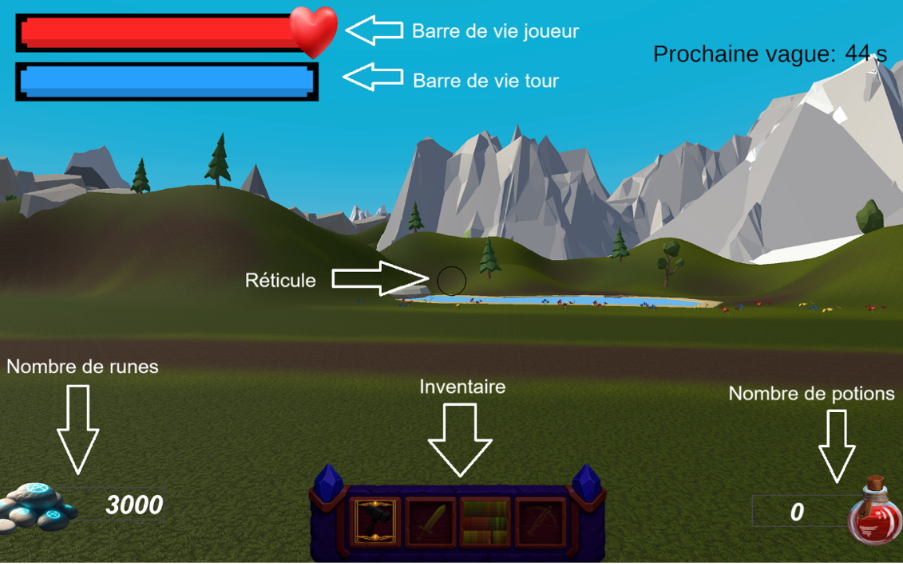 Barre de vie joueur
Prochaine vague: 44 s
Barre de vie tour
Réticule
Nombre de runes
Inventaire
Nombre de potions
3000
0